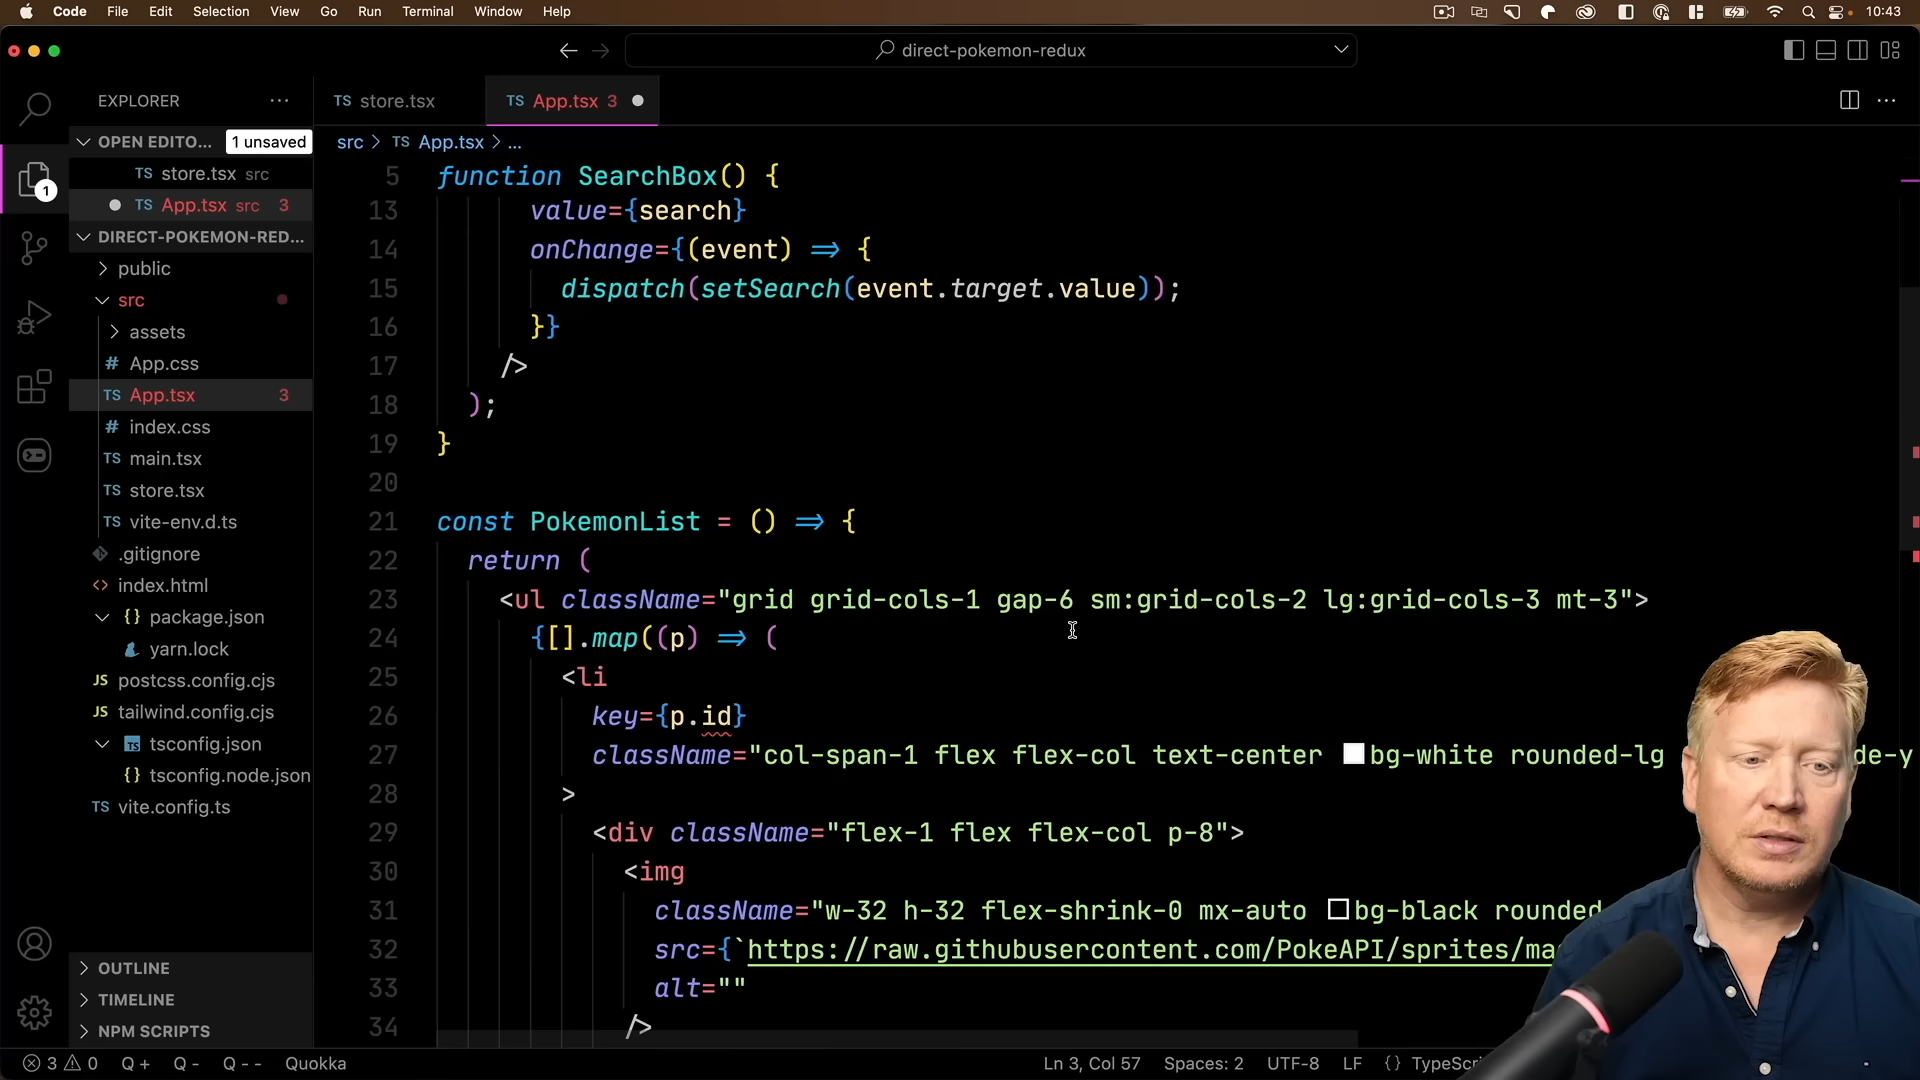 Code File Edit Selection View Go Run Terminal Window Help 10:43
direct-pokemon-redux
EXPLORER
OPEN EDITO... 1 unsaved
TS store.tsx src
TS App.tsx src 3
DIRECT-POKEMON-RED...
public
src
assets
# App.css
TS App.tsx 3
# index.css
TS main.tsx
TS store.tsx
TS vite-env.d.ts
.gitignore
<> index.html
{} package.json
yarn.lock
JS postcss.config.cjs
JS tailwind.config.cjs
TS tsconfig.json
{} tsconfig.node.json
TS vite.config.ts
OUTLINE
TIMELINE
NPM SCRIPTS
1
TS store.tsx
TS App.tsx 3
src > TS App.tsx > ...
5 function SearchBox() {
13 value={search}
14 onChange={(event) => {
15 dispatch(setSearch(event.target.value));
16 }}
17 />
18 );
19 }
20
21 const PokemonList = () => {
22 return (
23 <ul className="grid grid-cols-1 gap-6 sm:grid-cols-2 lg:grid-cols-3 mt-3">
24 {[].map((p) => (
25 <li
26 key={p.id}
27 className="col-span-1 flex flex-col text-center bg-white rounded-lg de-y
28 >
29 <div className="flex-1 flex flex-col p-8">
30 <img
31 className="w-32 h-32 flex-shrink-0 mx-auto bg-black rounded
32 src={`https://raw.githubusercontent.com/PokeAPI/sprites/ma
33 alt=""
34 />
3 0 Q + Q - Q - - Quokka Ln 3, Col 57 Spaces: 2 UTF-8 LF {} TypeScri